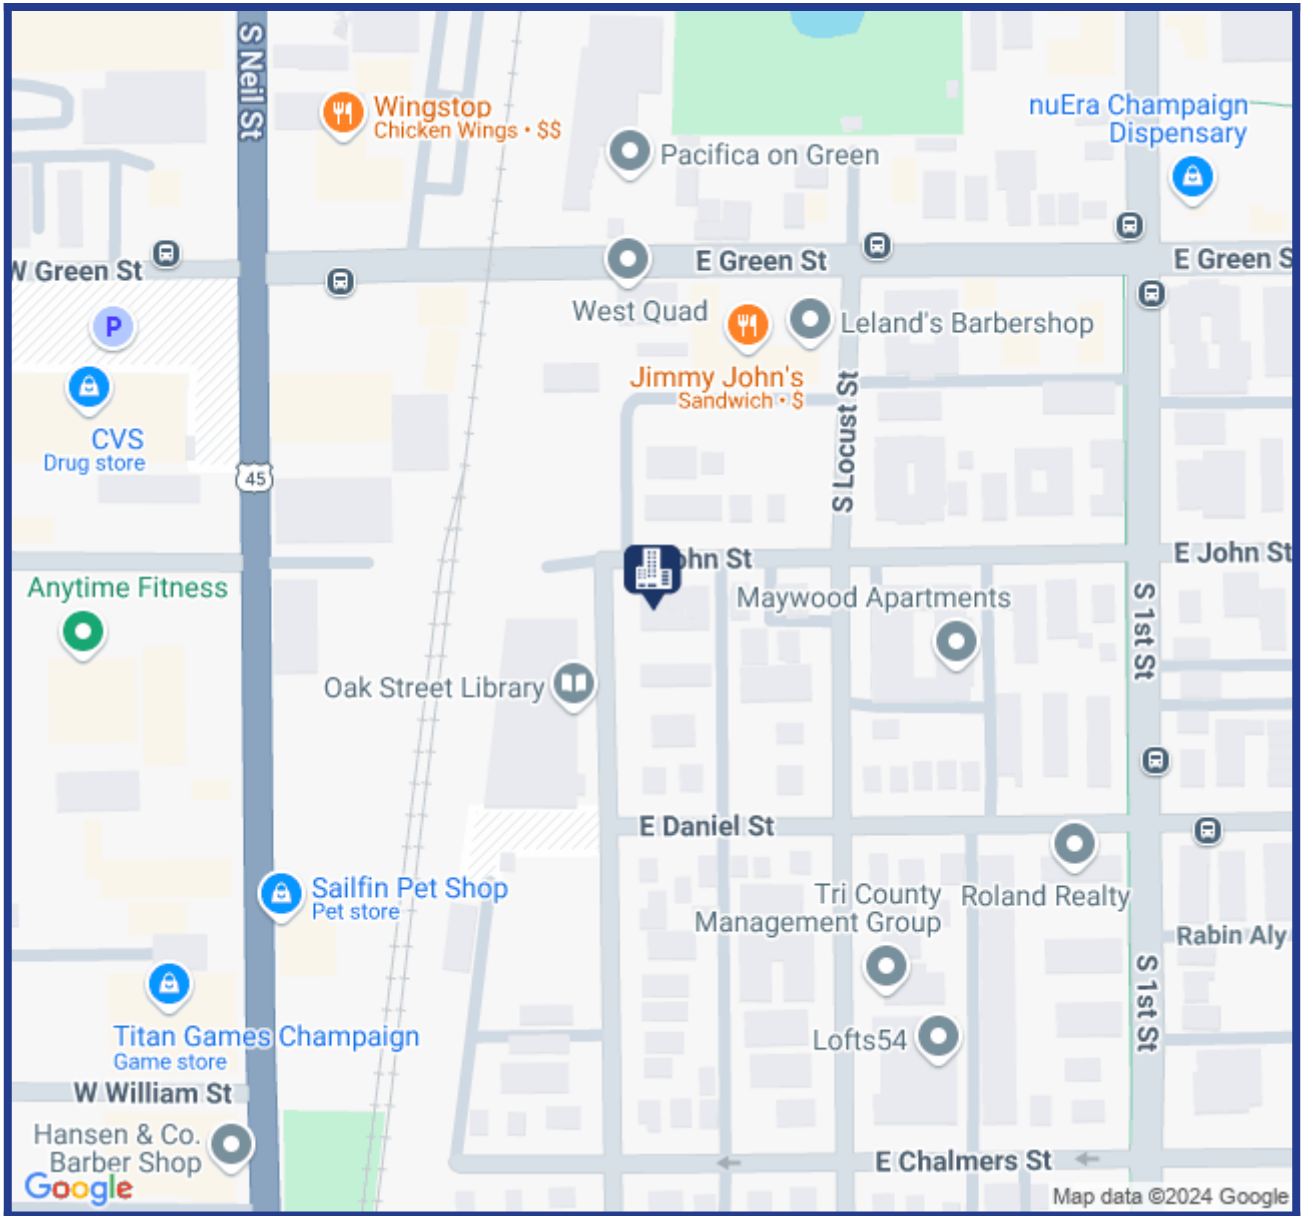 S Neil St
Wingstop
Chicken Wings • $$
Pacifica on Green
nuEra Champaign
Dispensary
W Green St
E Green St
E Green S
P
West Quad
Leland's Barbershop
Jimmy John's
Sandwich • $
CVS
Drug store
45
S Locust St
ohn St
E John St
Anytime Fitness
Maywood Apartments
S 1st St
Oak Street Library
E Daniel St
Sailfin Pet Shop
Pet store
Tri County
Management Group
Roland Realty
Rabin Aly
S 1st St
Titan Games Champaign
Game store
Lofts54
W William St
Hansen & Co.
Barber Shop
E Chalmers St
Google
Map data ©2024 Google